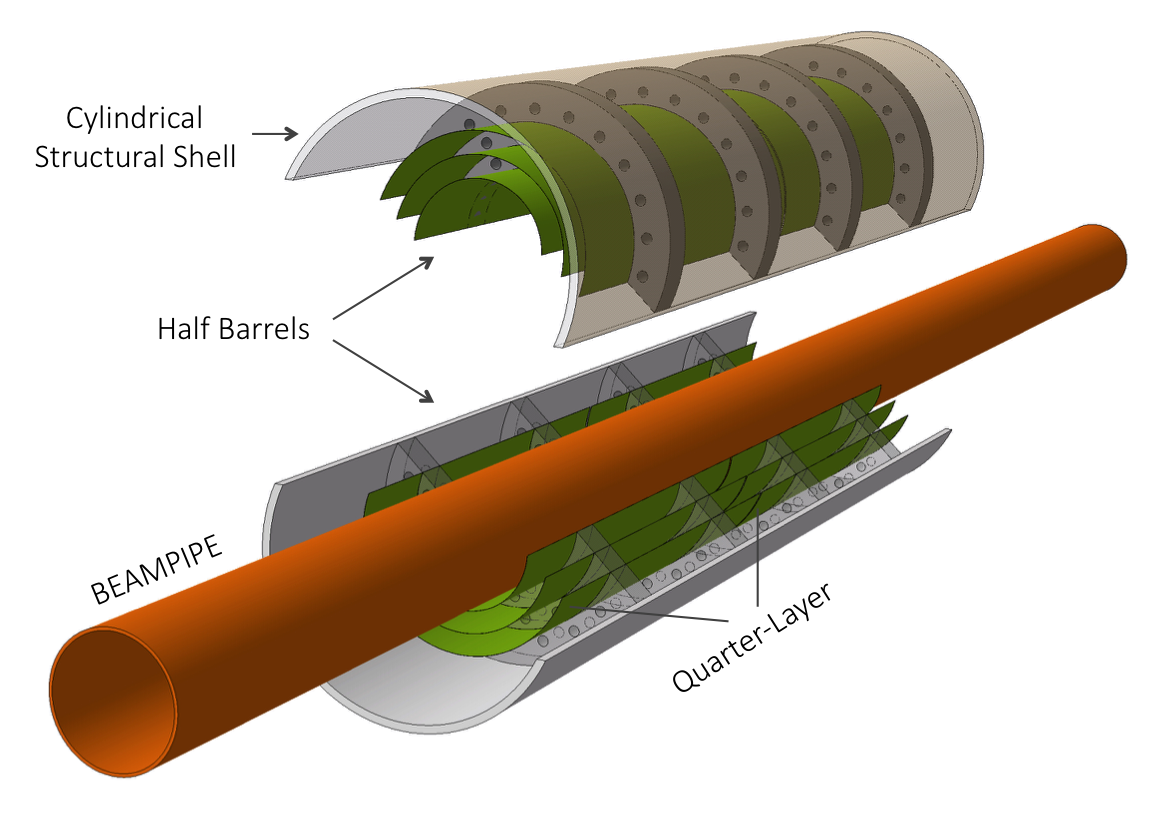 Cylindrical
Structural Shell
Half Barrels
BEAMPIPE
Quarter-Layer